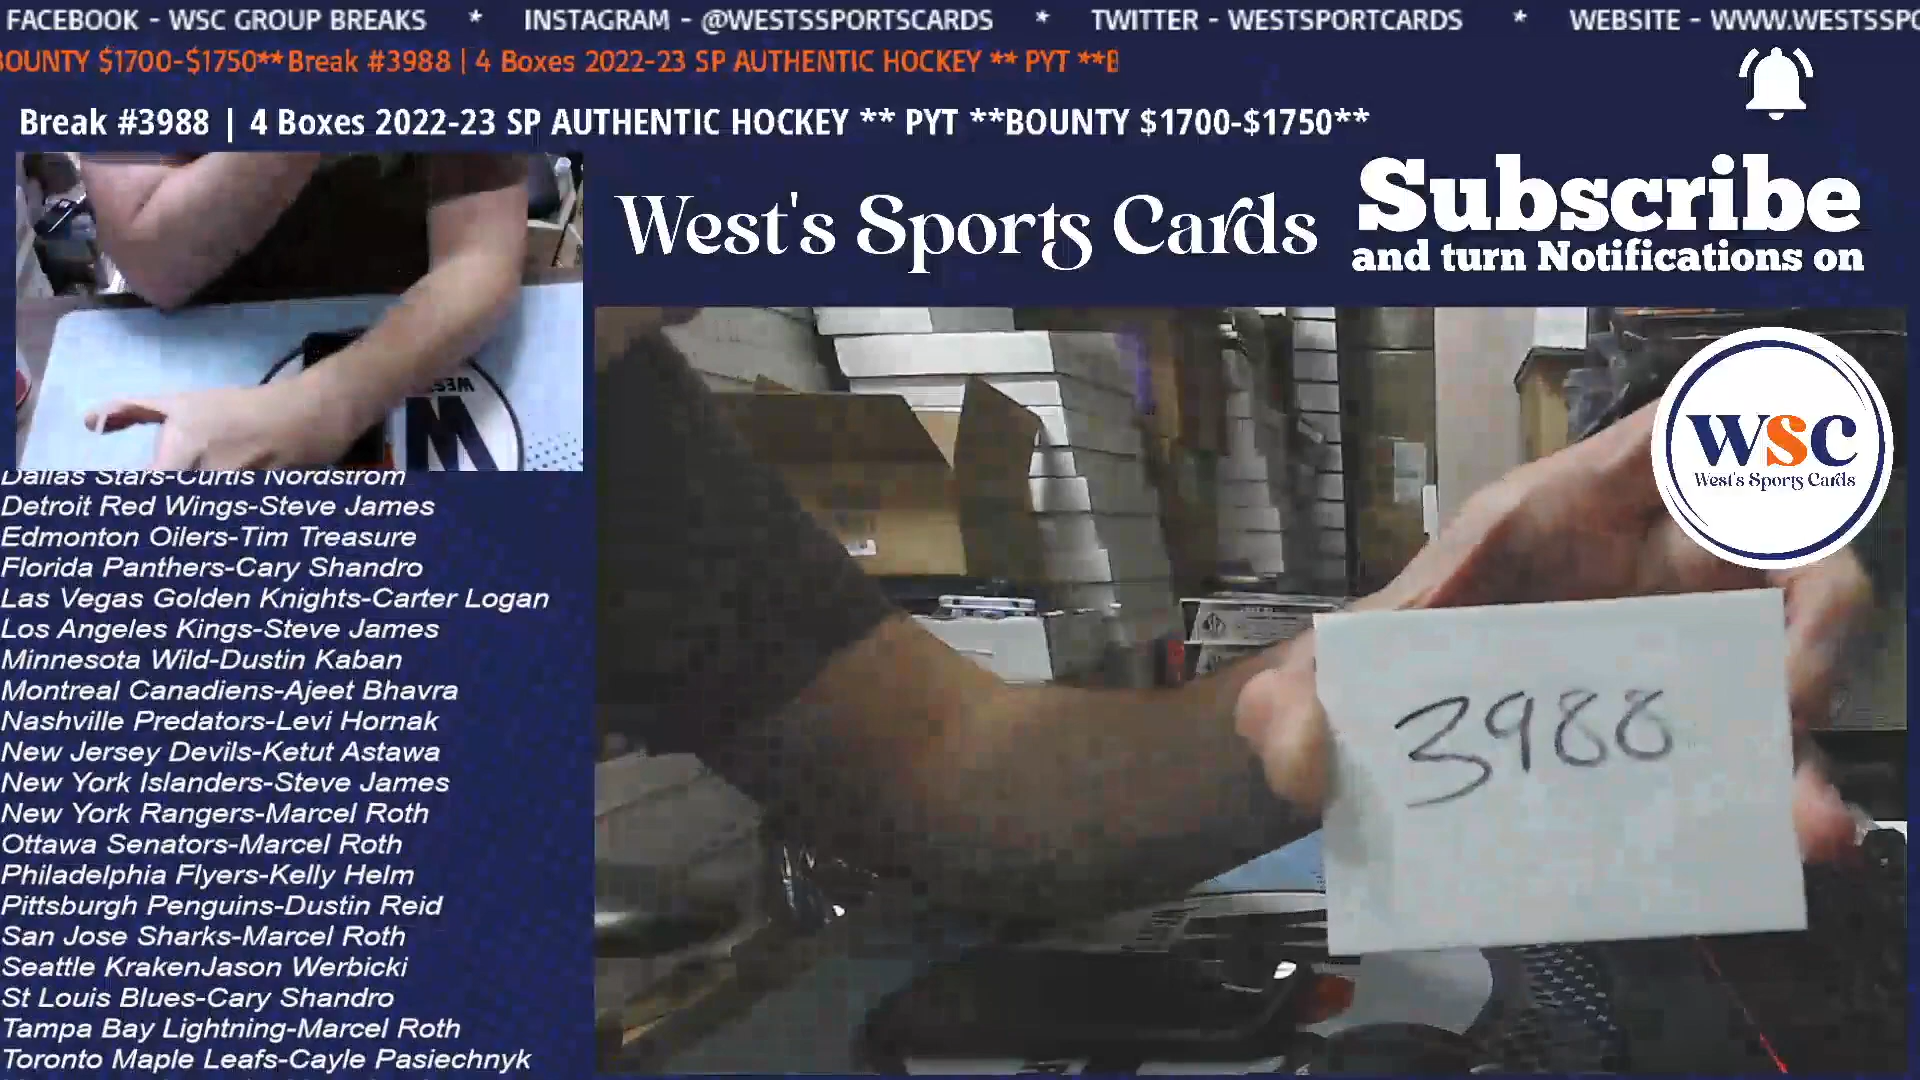 FACEBOOK - WSC GROUP BREAKS * INSTAGRAM - @WESTSSPORTSCARDS * TWITTER - WESTSPORTCARDS * WEBSITE - WWW.WESTSSPO
BOUNTY $1700-$1750** Break #3988 | 4 Boxes 2022-23 SP AUTHENTIC HOCKEY ** PYT **B
Break #3988 | 4 Boxes 2022-23 SP AUTHENTIC HOCKEY ** PYT **BOUNTY $1700-$1750**
West's Sports Cards
Subscribe
and turn Notifications on
WSC
West's Sports Cards
W
3988
Dallas Stars-Curtis Nordstrom
Detroit Red Wings-Steve James
Edmonton Oilers-Tim Treasure
Florida Panthers-Cary Shandro
Las Vegas Golden Knights-Carter Logan
Los Angeles Kings-Steve James
Minnesota Wild-Dustin Kaban
Montreal Canadiens-Ajeet Bhavra
Nashville Predators-Levi Hornak
New Jersey Devils-Ketut Astawa
New York Islanders-Steve James
New York Rangers-Marcel Roth
Ottawa Senators-Marcel Roth
Philadelphia Flyers-Kelly Helm
Pittsburgh Penguins-Dustin Reid
San Jose Sharks-Marcel Roth
Seattle KrakenJason Werbicki
St Louis Blues-Cary Shandro
Tampa Bay Lightning-Marcel Roth
Toronto Maple Leafs-Cayle Pasiechnyk